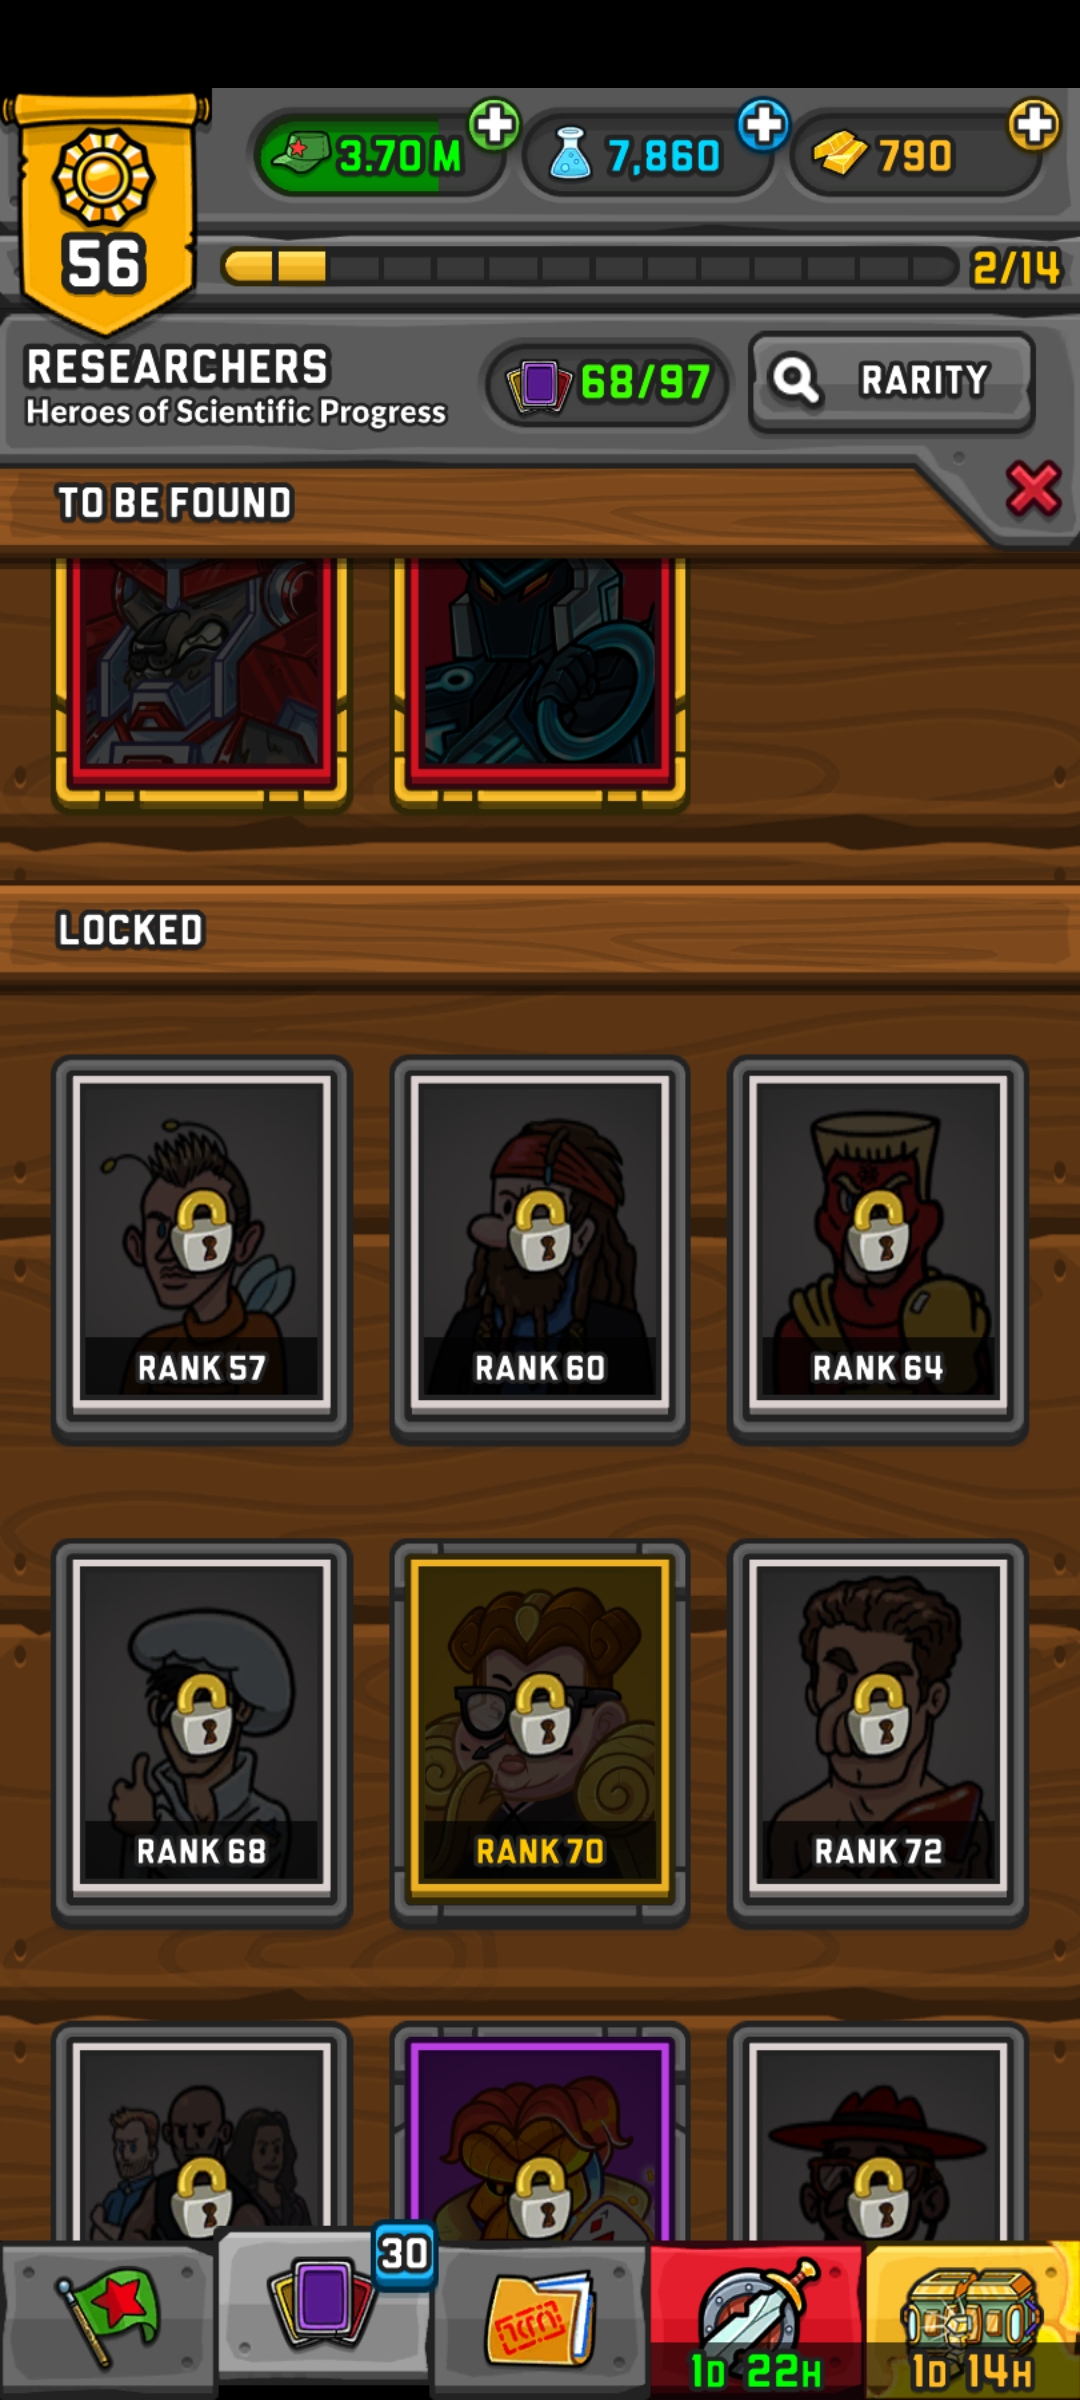 3.70 M
7,860
790
56
2/14
RESEARCHERS
Heroes of Scientific Progress
68/97
RARITY
TO BE FOUND
LOCKED
RANK 57
RANK 60
RANK 64
RANK 68
RANK 70
RANK 72
30
1D 22H
1D 14H